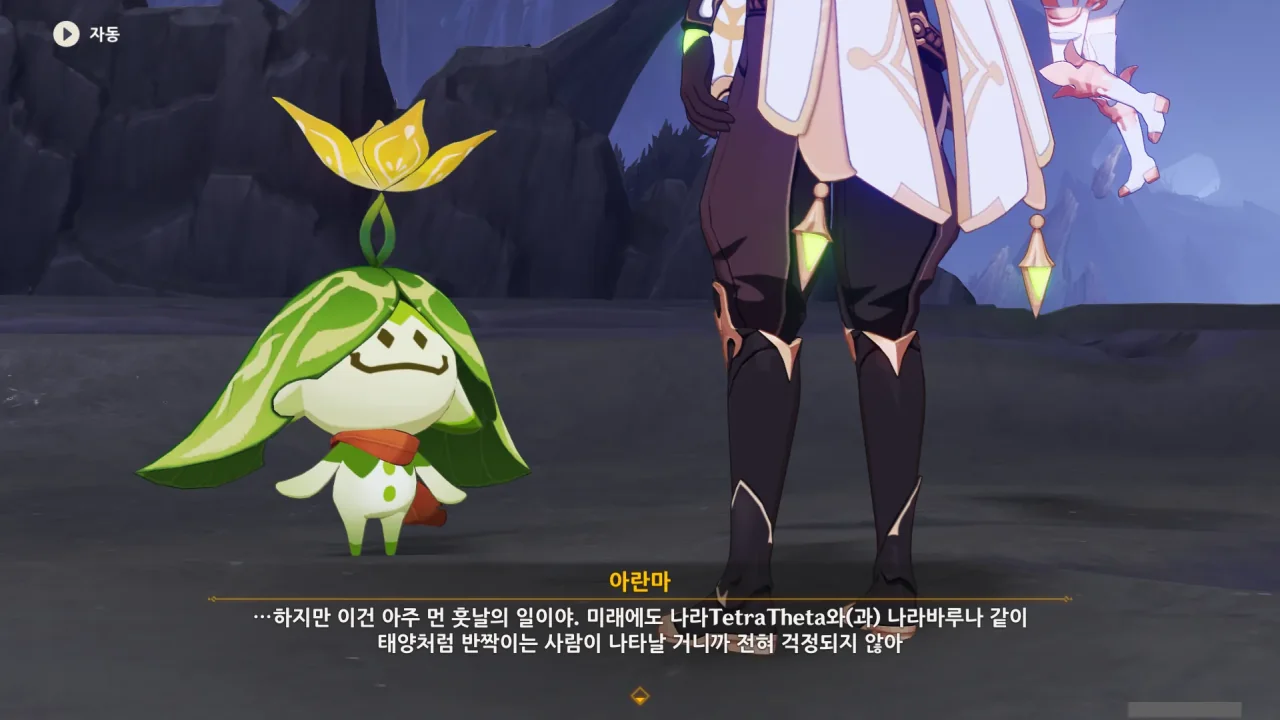 자동
아란마
…하지만 이건 아주 먼 훗날의 일이야. 미래에도 나라TetraTheta와(과) 나라바루나 같이
태양처럼 반짝이는 사람이 나타날 거니까 전혀 걱정되지 않아